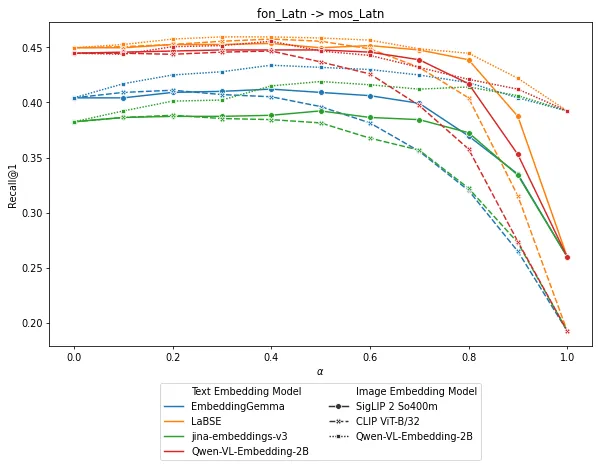 fon_Latn -> mos_Latn
Recall@1
0.45
0.40
0.35
0.30
0.25
0.20
0.0 0.2 0.4 0.6 0.8 1.0
α
Text Embedding Model Image Embedding Model
EmbeddingGemma SigLIP 2 So400m
LaBSE CLIP ViT-B/32
jina-embeddings-v3 Qwen-VL-Embedding-2B
Qwen-VL-Embedding-2B